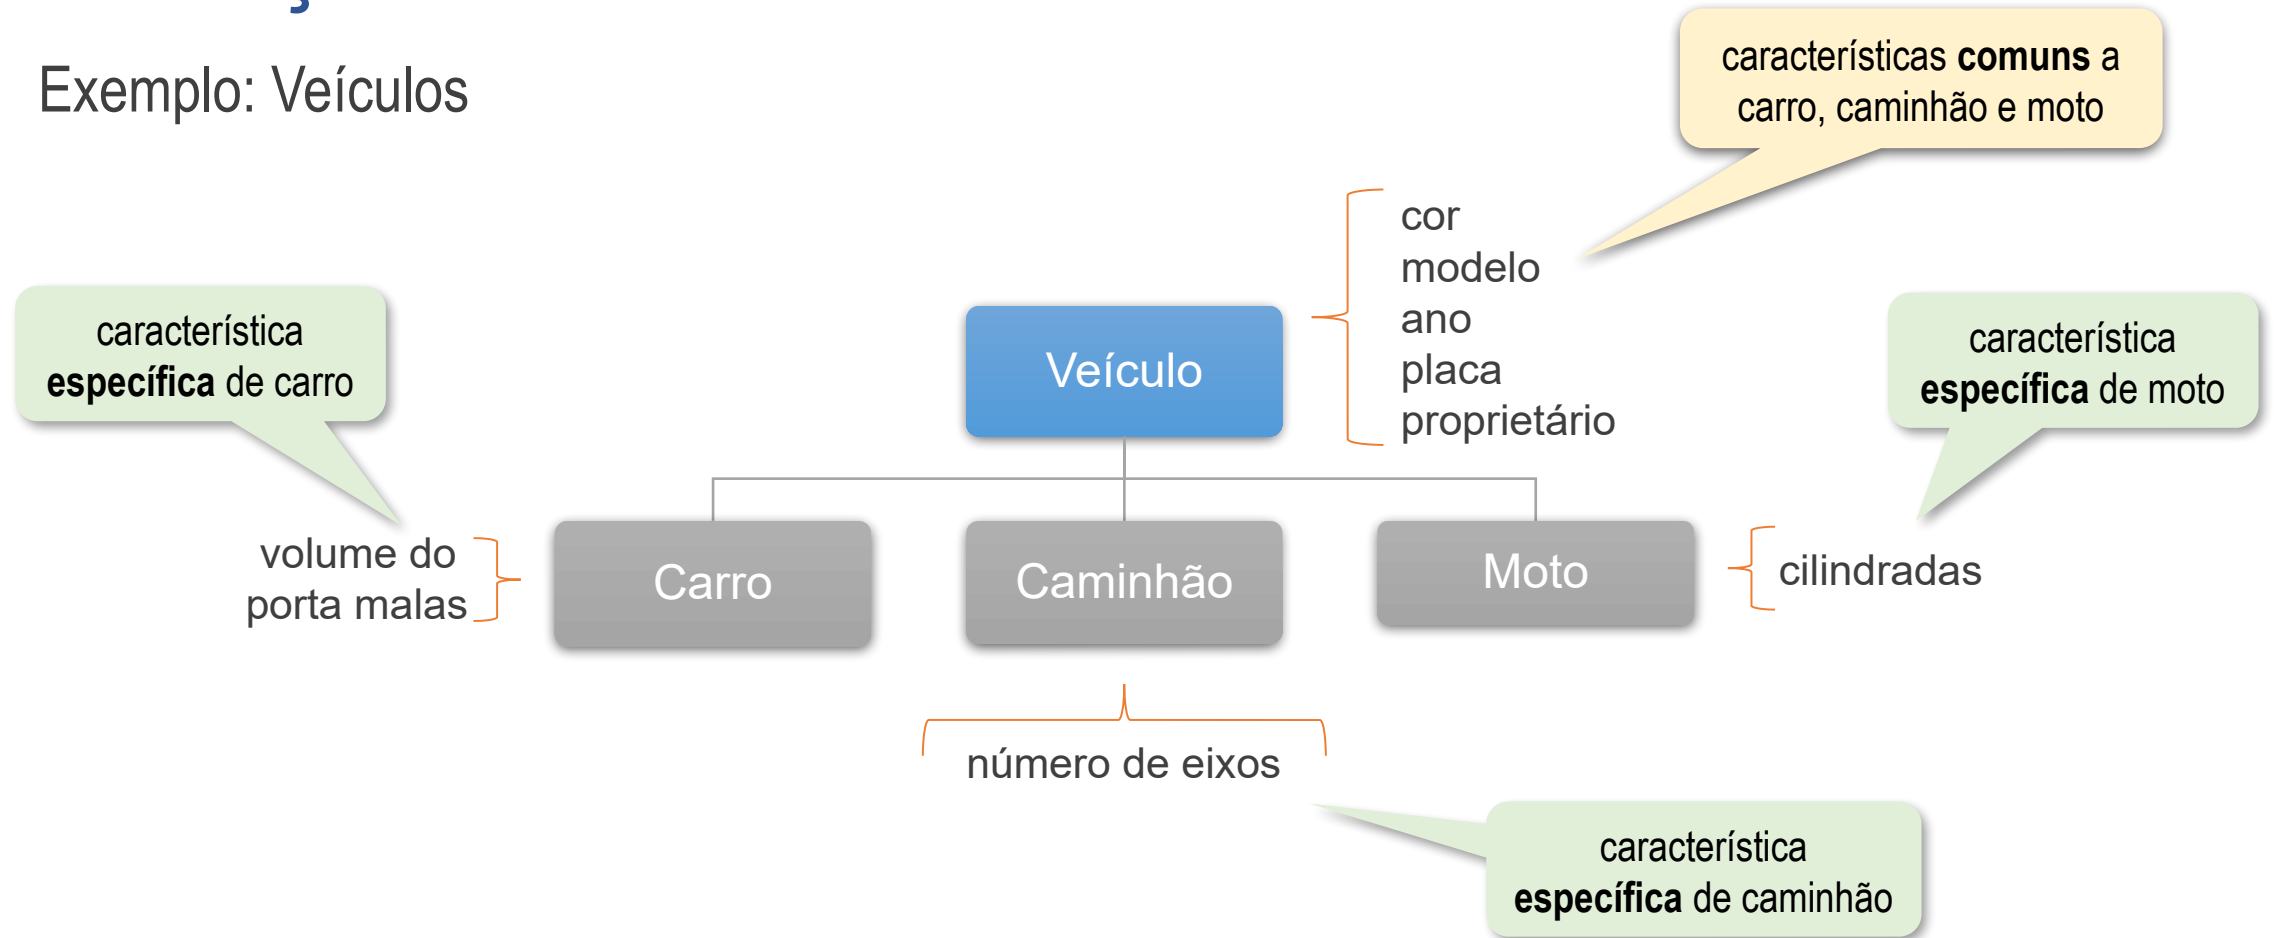 Exemplo: Veículos
características comuns a
carro, caminhão e moto
cor
modelo
ano
placa
proprietário
Veículo
característica
específica de carro
característica
específica de moto
volume do
porta malas
Carro
Caminhão
Moto
cilindradas
número de eixos
característica
específica de caminhão